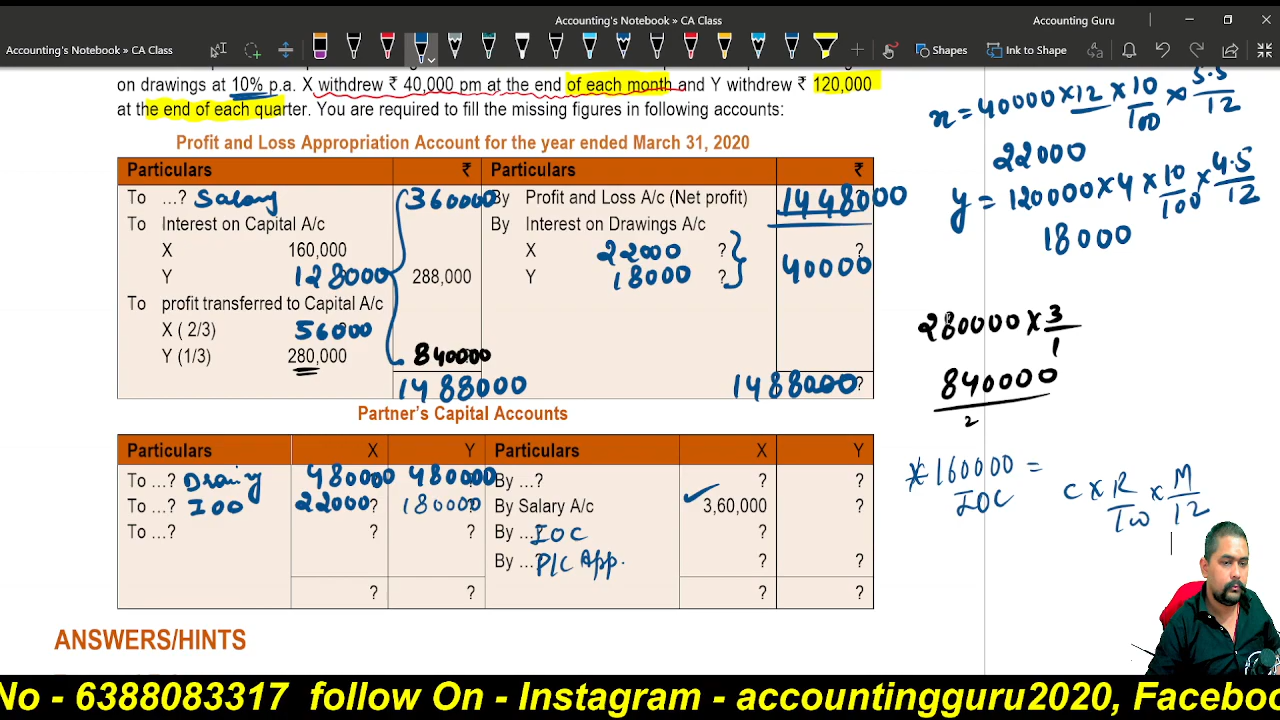 Accounting's Notebook » CA Class
Accounting Guru
Accounting's Notebook » CA Class
Shapes
Ink to Shape
on drawings at 10% p.a. X withdrew ₹ 40,000 pm at the end of each month and Y withdrew ₹ 120,000
at the end of each quarter. You are required to fill the missing figures in following accounts:
Profit and Loss Appropriation Account for the year ended March 31, 2020
Particulars ₹ Particulars ₹
To ...? Salary 360000 By Profit and Loss A/c (Net profit) 1448000
To Interest on Capital A/c By Interest on Drawings A/c
X 160,000 X 22000 ? ?
Y 128000 288,000 Y 18000 ? 40000
To profit transferred to Capital A/c
X ( 2/3) 56000
Y (1/3) 280,000 840000
1488000 1488000 ?
Partner's Capital Accounts
Particulars X Y Particulars X Y
To ...? Drawing 480000 480000 By ...? ? ?
To ...? IOD 22000? 180000 By Salary A/c 3,60,000 ?
To ...? ? ? By ... IOC ? ?
By ... P/C App. ? ?
? ? ? ?
ANSWERS/HINTS
x = 40000 x 12 x 10/100 x 5.5/12
22000
y = 120000 x 4 x 10/100 x 4.5/12
18000
280000 x 3/1
840000
2
X 160000 =
IOC
C x R/100 x M/12
No - 6388083317 follow On - Instagram - accountingguru2020, Faceboo